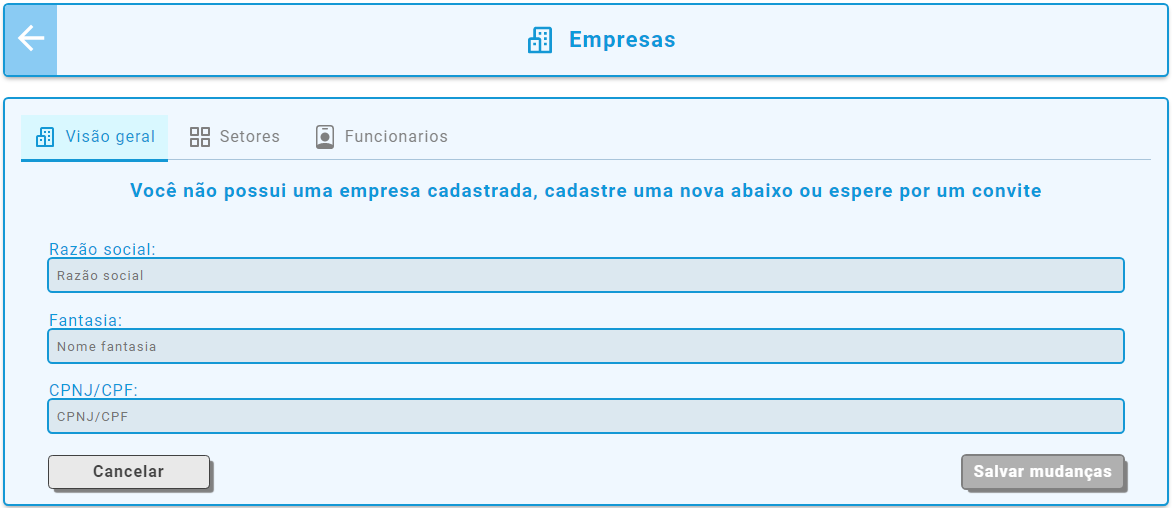 Empresas
Visão geral Setores Funcionarios
Você não possui uma empresa cadastrada, cadastre uma nova abaixo ou espere por um convite
Razão social:
Razão social
Fantasia:
Nome fantasia
CPNJ/CPF:
CPNJ/CPF
Cancelar Salvar mudanças